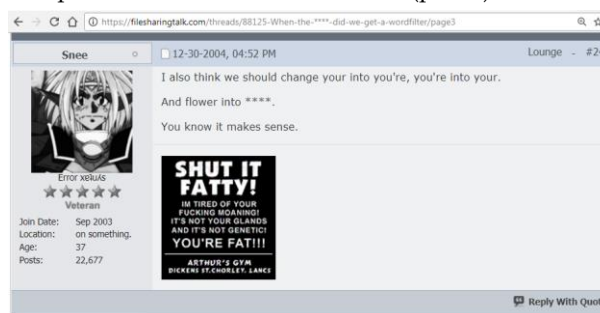 https://filesharingtalk.com/threads/88125-When-the-****-did-we-get-a-wordfilter/page3
Snee
12-30-2004, 04:52 PM
Lounge - #2
I also think we should change your into you're, you're into your.
And flower into ****.
You know it makes sense.
Veteran
Join Date: Sep 2003
Location: on something.
Age: 37
Posts: 22,677
SHUT IT
FATTY!
IM TIRED OF YOUR
FUCKING MOANING!
IT'S NOT YOUR GLANDS
AND IT'S NOT GENETIC!
YOU'RE FAT!!!
ARTHUR'S GYM
DICKENS ST.CHORLEY. LANCS
Reply With Quot